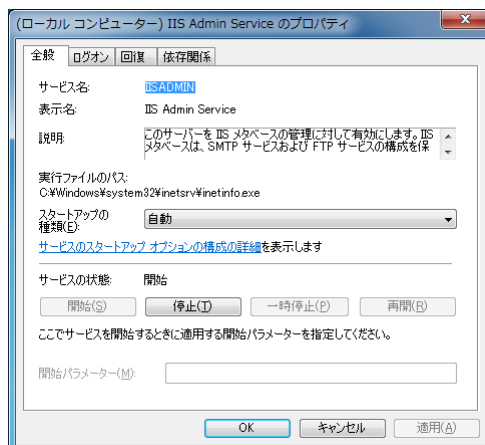 (ローカル コンピューター) IIS Admin Service のプロパティ
全般 ログオン 回復 依存関係
サービス名: IISADMIN
表示名: IIS Admin Service
説明: このサーバーを IIS メタベースの管理に対して有効にします。IIS
メタベースは、SMTP サービスおよび FTP サービスの構成を保
実行ファイルのパス:
C:¥Windows¥system32¥inetsrv¥inetinfo.exe
スタートアップの
種類(E): 自動
サービスのスタートアップ オプションの構成の詳細を表示します
サービスの状態: 開始
開始(S) 停止(T) 一時停止(P) 再開(R)
ここでサービスを開始するときに適用する開始パラメーターを指定してください。
開始パラメーター(M):
OK キャンセル 適用(A)